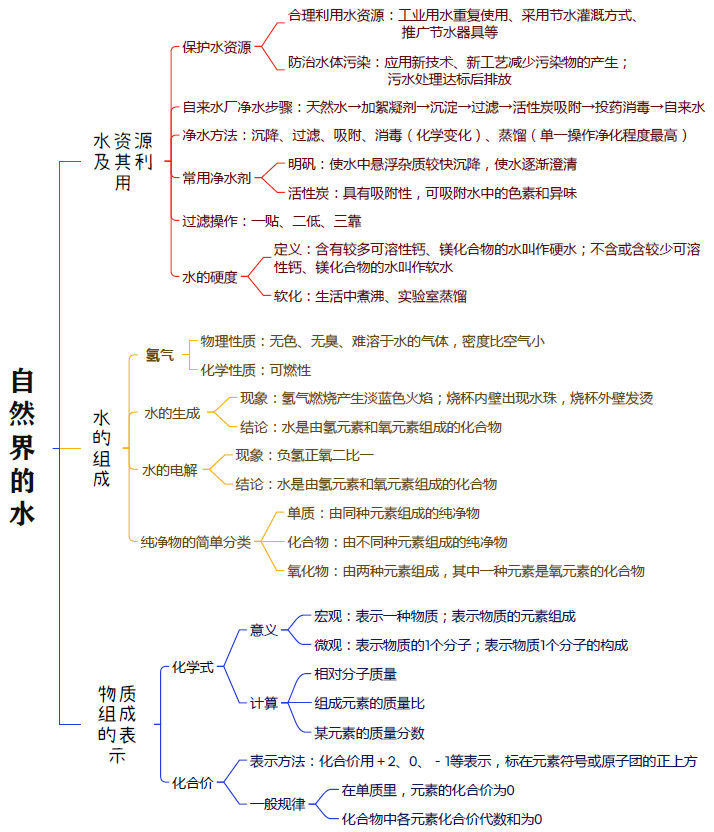 自然界的水
水资源
及其利
用
保护水资源
合理利用水资源：工业用水重复使用、采用节水灌溉方式、
推广节水器具等
防治水体污染：应用新技术、新工艺减少污染物的产生；
污水处理达标后排放
自来水厂净水步骤：天然水→加絮凝剂→沉淀→过滤→活性炭吸附→投药消毒→自来水
净水方法：沉降、过滤、吸附、消毒（化学变化）、蒸馏（单一操作净化程度最高）
常用净水剂
明矾：使水中悬浮杂质较快沉降，使水逐渐澄清
活性炭：具有吸附性，可吸附水中的色素和异味
过滤操作：一贴、二低、三靠
水的硬度
定义：含有较多可溶性钙、镁化合物的水叫作硬水；不含或含较少可溶
性钙、镁化合物的水叫作软水
软化：生活中煮沸、实验室蒸馏
水的组成
氢气
物理性质：无色、无臭、难溶于水的气体，密度比空气小
化学性质：可燃性
水的生成
现象：氢气燃烧产生淡蓝色火焰；烧杯内壁出现水珠，烧杯外壁发烫
结论：水是由氢元素和氧元素组成的化合物
水的电解
现象：负氢正氧二比一
结论：水是由氢元素和氧元素组成的化合物
纯净物的简单分类
单质：由同种元素组成的纯净物
化合物：由不同种元素组成的纯净物
氧化物：由两种元素组成，其中一种元素是氧元素的化合物
物质
组成
的表
示
化学式
意义
宏观：表示一种物质；表示物质的元素组成
微观：表示物质的1个分子；表示物质1个分子的构成
计算
相对分子质量
组成元素的质量比
某元素的质量分数
化合价
表示方法：化合价用＋2、0、－1等表示，标在元素符号或原子团的正上方
一般规律
在单质里，元素的化合价为0
化合物中各元素化合价代数和为0